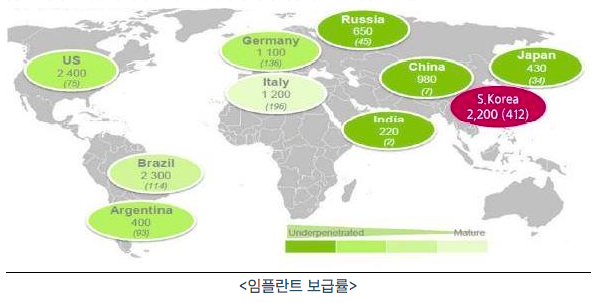 Russia
650
(45)
Germany
1 100
(136)
US
2 400
(75)
China
980
(7)
Japan
430
(34)
Italy
1 200
(196)
S.Korea
2,200 (412)
India
220
(2)
Brazil
2 300
(114)
Argentina
400
(93)
Underpenetrated Mature
<임플란트 보급률>